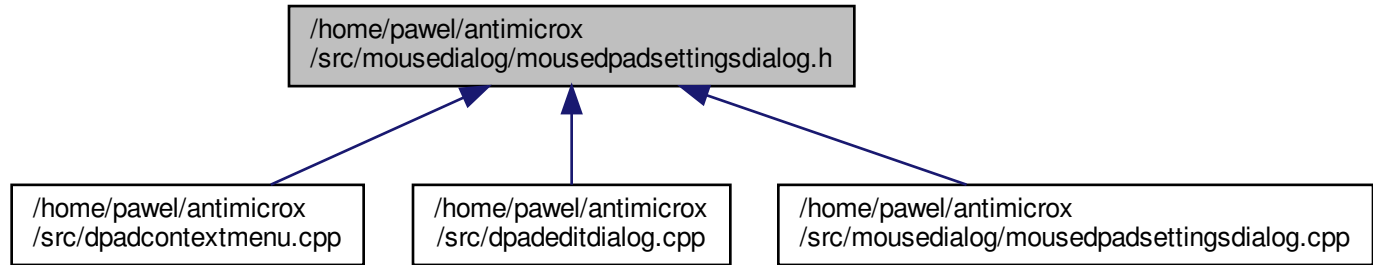 /home/pawel/antimicrox
/src/mousedialog/mousedpadsettingsdialog.h
/home/pawel/antimicrox
/src/dpadcontextmenu.cpp
/home/pawel/antimicrox
/src/dpadeditdialog.cpp
/home/pawel/antimicrox
/src/mousedialog/mousedpadsettingsdialog.cpp